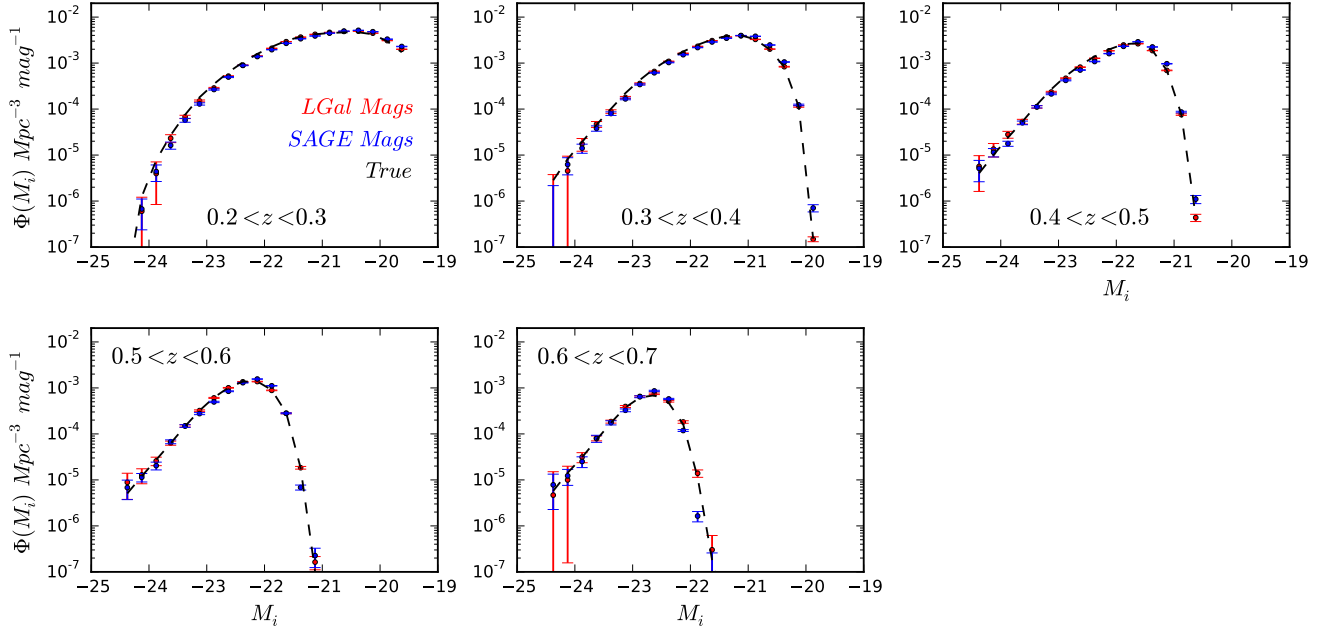 10⁻² 10⁻³ 10⁻⁴ 10⁻⁵ 10⁻⁶ 10⁻⁷
Φ(M_i) Mpc⁻³ mag⁻¹
LGal Mags
SAGE Mags
True
0.2 < z < 0.3
−25 −24 −23 −22 −21 −20 −19
10⁻² 10⁻³ 10⁻⁴ 10⁻⁵ 10⁻⁶ 10⁻⁷
0.3 < z < 0.4
−25 −24 −23 −22 −21 −20 −19
10⁻² 10⁻³ 10⁻⁴ 10⁻⁵ 10⁻⁶ 10⁻⁷
0.4 < z < 0.5
−25 −24 −23 −22 −21 −20 −19
M_i
10⁻² 10⁻³ 10⁻⁴ 10⁻⁵ 10⁻⁶ 10⁻⁷
Φ(M_i) Mpc⁻³ mag⁻¹
0.5 < z < 0.6
−25 −24 −23 −22 −21 −20 −19
M_i
10⁻² 10⁻³ 10⁻⁴ 10⁻⁵ 10⁻⁶ 10⁻⁷
0.6 < z < 0.7
−25 −24 −23 −22 −21 −20 −19
M_i